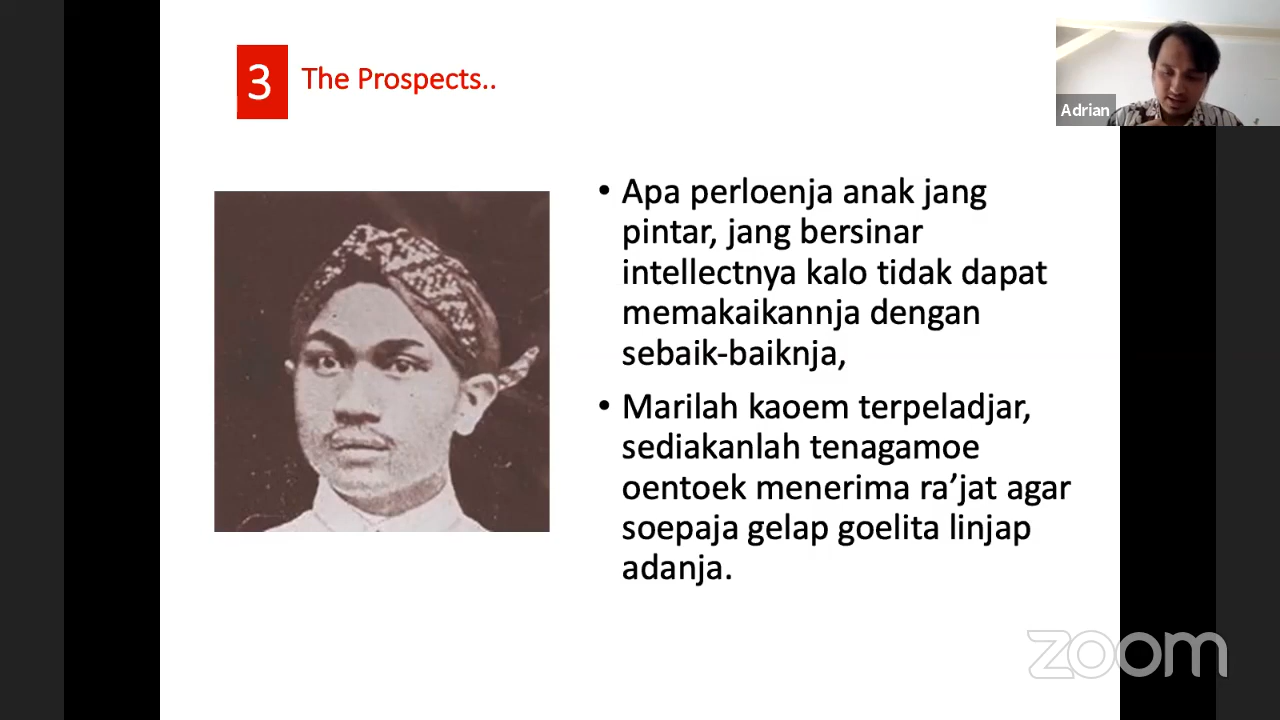 3 The Prospects..
Adrian
• Apa perloenja anak jang
pintar, jang bersinar
intellectnya kalo tidak dapat
memakaikannja dengan
sebaik-baiknja,
• Marilah kaoem terpeladjar,
sediakanlah tenagamoe
oentoek menerima ra’jat agar
soepaja gelap goelita linjap
adanja.
zoom